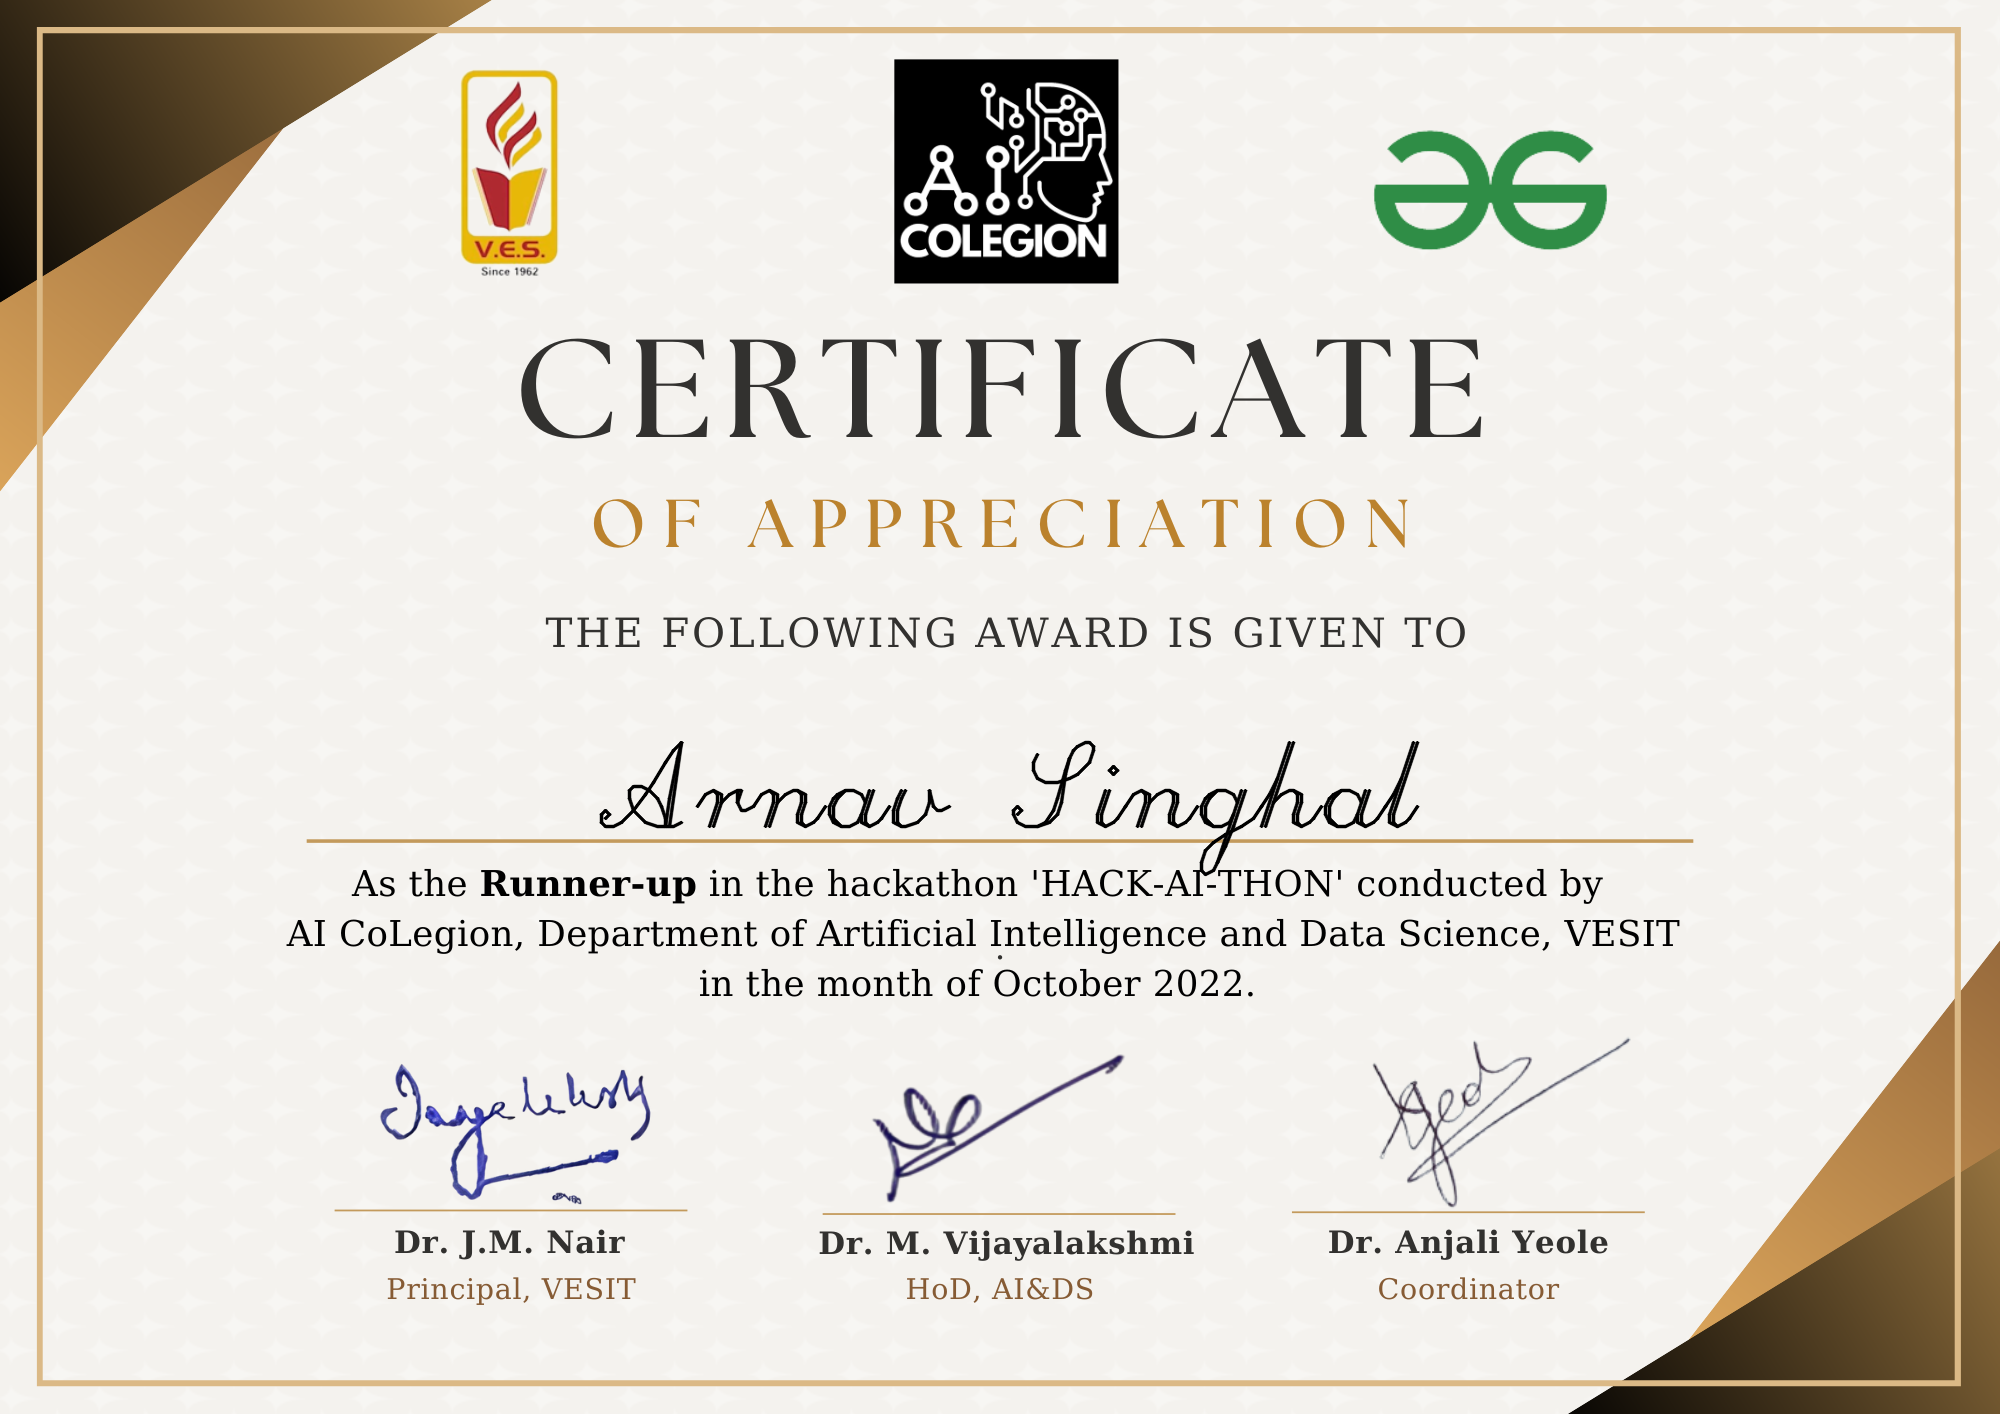 V.E.S.
Since 1962
AI
COLEGION
CERTIFICATE
OF APPRECIATION
THE FOLLOWING AWARD IS GIVEN TO
Arnav Singhal
As the Runner-up in the hackathon 'HACK-AI-THON' conducted by
AI CoLegion, Department of Artificial Intelligence and Data Science, VESIT
in the month of October 2022.
Dr. J.M. Nair
Principal, VESIT
Dr. M. Vijayalakshmi
HoD, AI&DS
Dr. Anjali Yeole
Coordinator